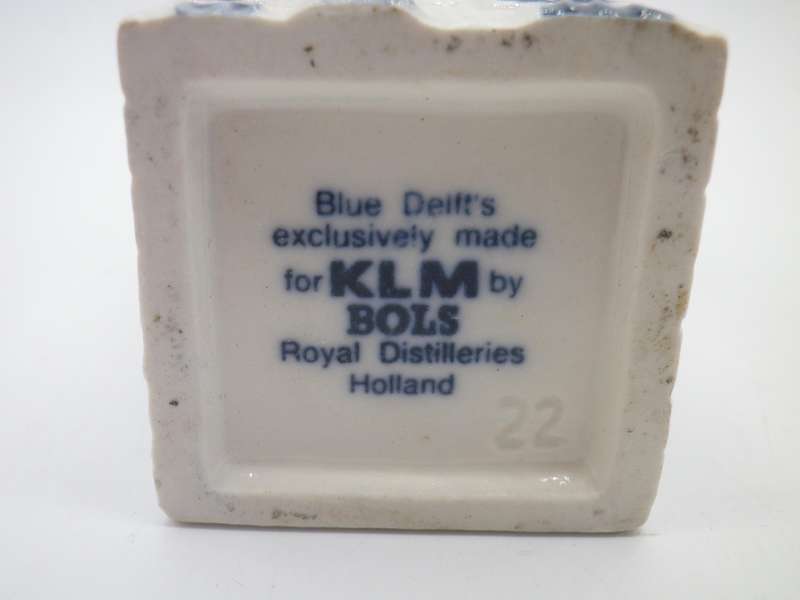 Blue Delft's
exclusively made
for KLM by
BOLS
Royal Distilleries
Holland
22